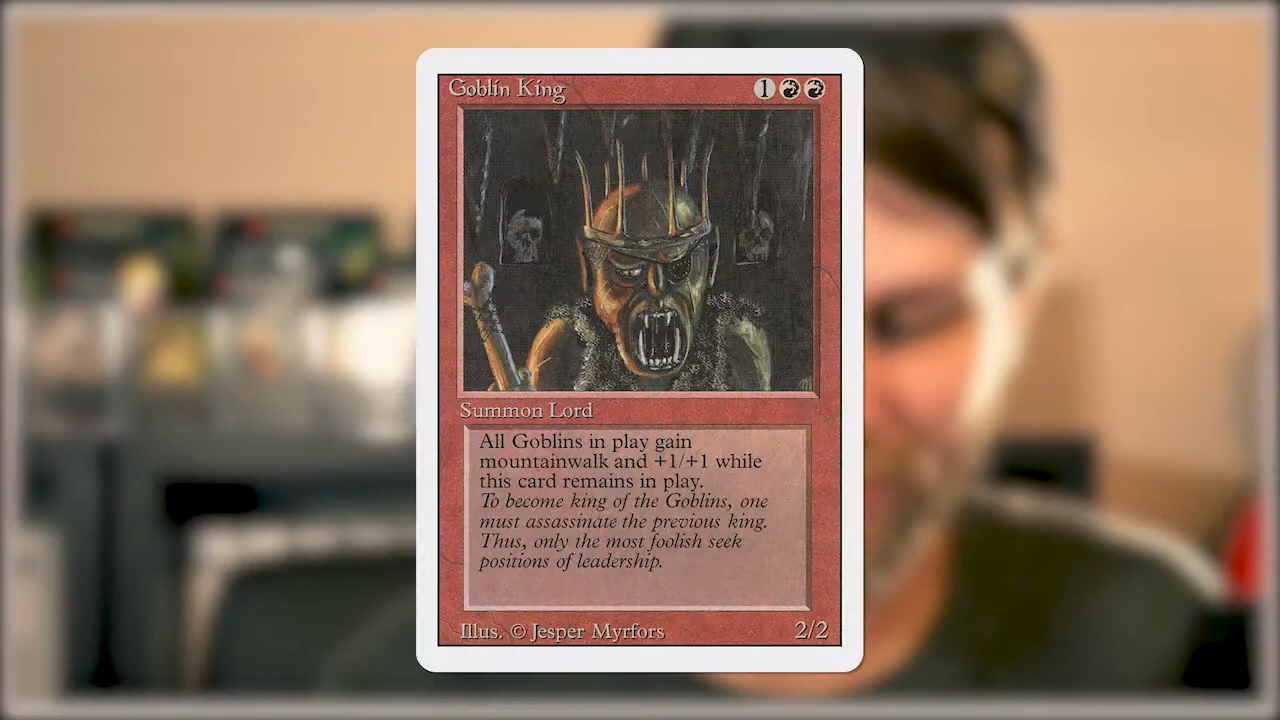 Goblin King 1
Summon Lord
All Goblins in play gain
mountainwalk and +1/+1 while
this card remains in play.
To become king of the Goblins, one
must assassinate the previous king.
Thus, only the most foolish seek
positions of leadership.
Illus. © Jesper Myrfors 2/2